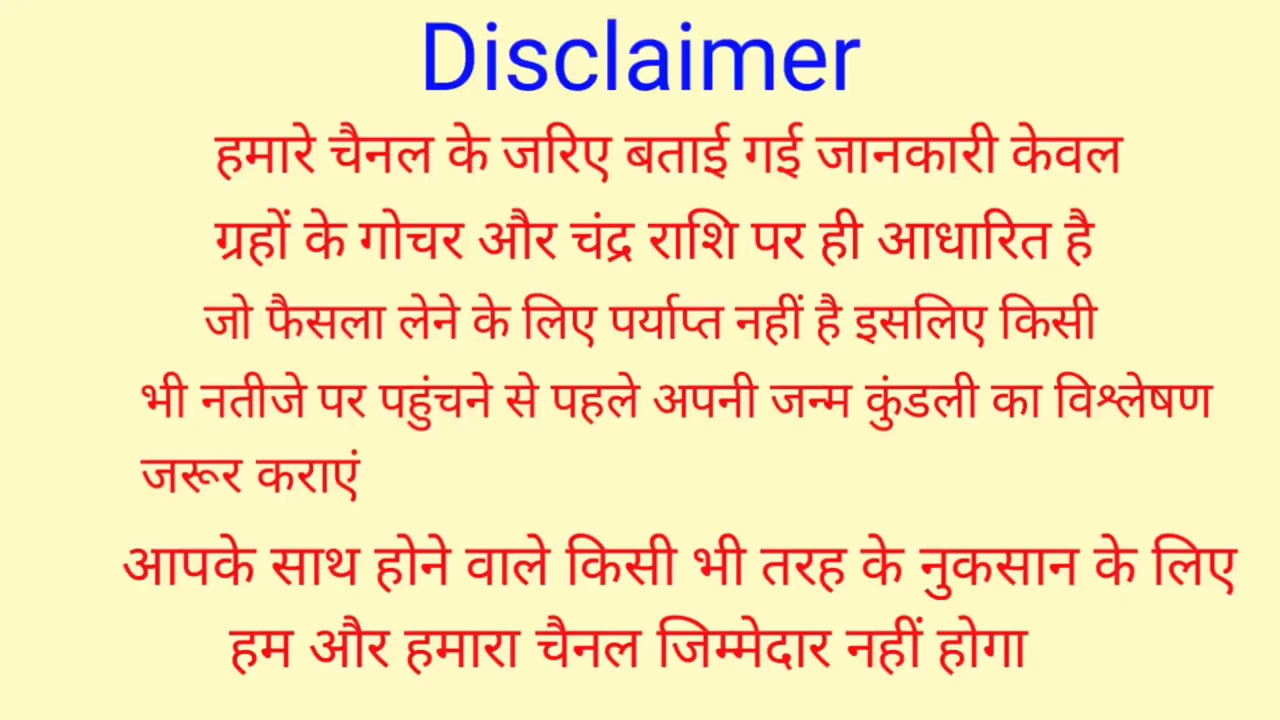 Disclaimer
हमारे चैनल के जरिए बताई गई जानकारी केवल
ग्रहों के गोचर और चंद्र राशि पर ही आधारित है
जो फैसला लेने के लिए पर्याप्त नहीं है इसलिए किसी
भी नतीजे पर पहुंचने से पहले अपनी जन्म कुंडली का विश्लेषण
जरूर कराएं
आपके साथ होने वाले किसी भी तरह के नुकसान के लिए
हम और हमारा चैनल जिम्मेदार नहीं होगा